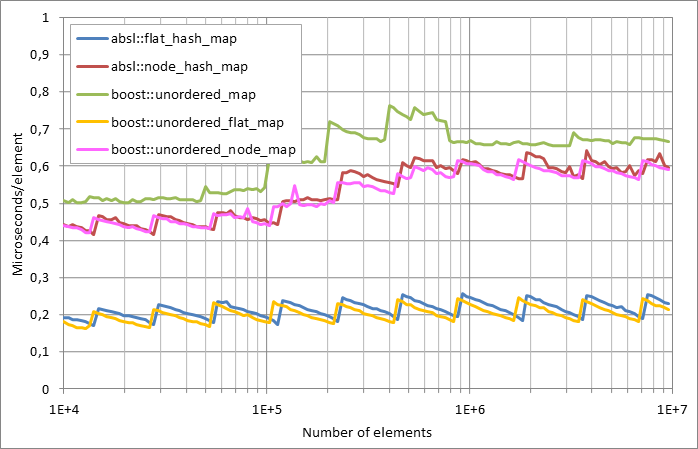 1
0,9
0,8
0,7
0,6
0,5
0,4
0,3
0,2
0,1
0
Microseconds/element
absl::flat_hash_map
absl::node_hash_map
boost::unordered_map
boost::unordered_flat_map
boost::unordered_node_map
1E+4
1E+5
1E+6
1E+7
Number of elements